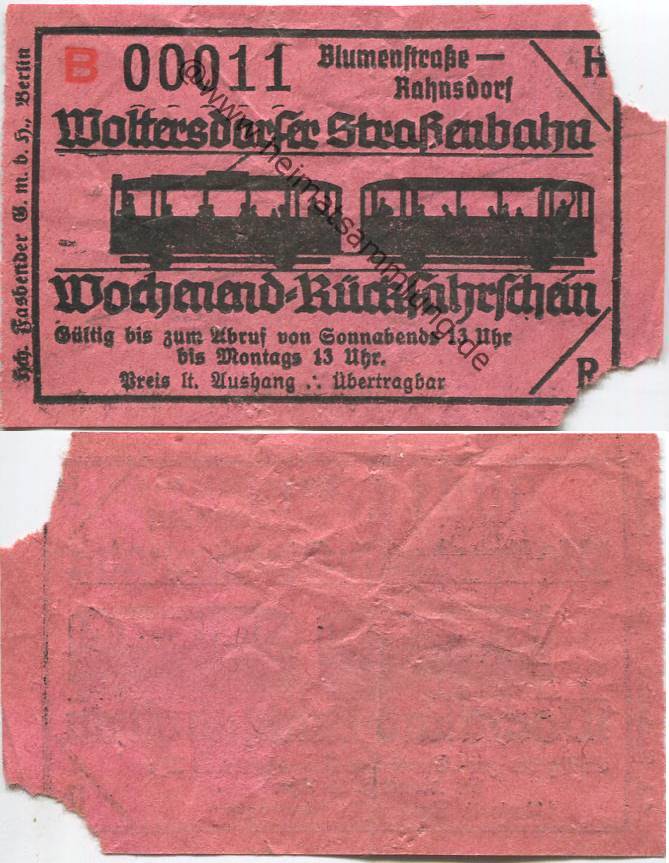 B 00011
Blumenstraße —
Rahnsdorf
H
Woltersdorfer Straßenbahn
Wochenend-Rückfahrschein
Gültig bis zum Abruf von Sonnabends 13 Uhr
bis Montags 13 Uhr.
Preis lt. Aushang ∴ Übertragbar
R
Hch. Fasbender G. m. b. H., Berlin
@www.heimatsammlung.de